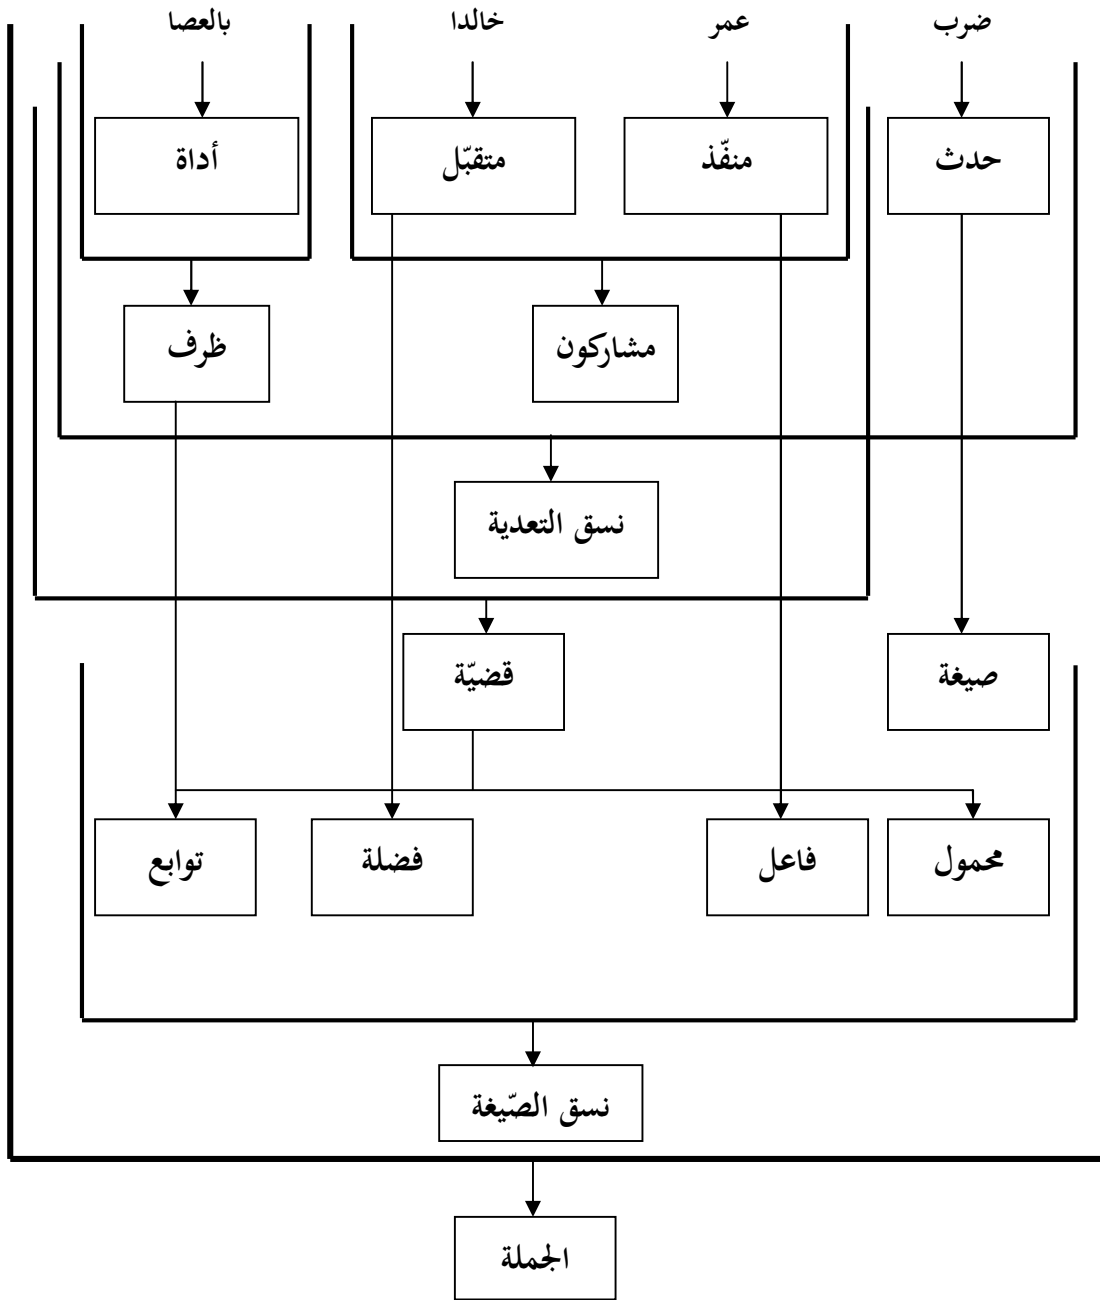 ضرب عمر خالدا بالعصا
حدث منفّذ متقبّل أداة
مشاركون ظرف
نسق التعدية
صيغة قضيّة
محمول فاعل فضلة توابع
نسق الصّيغة
الجملة